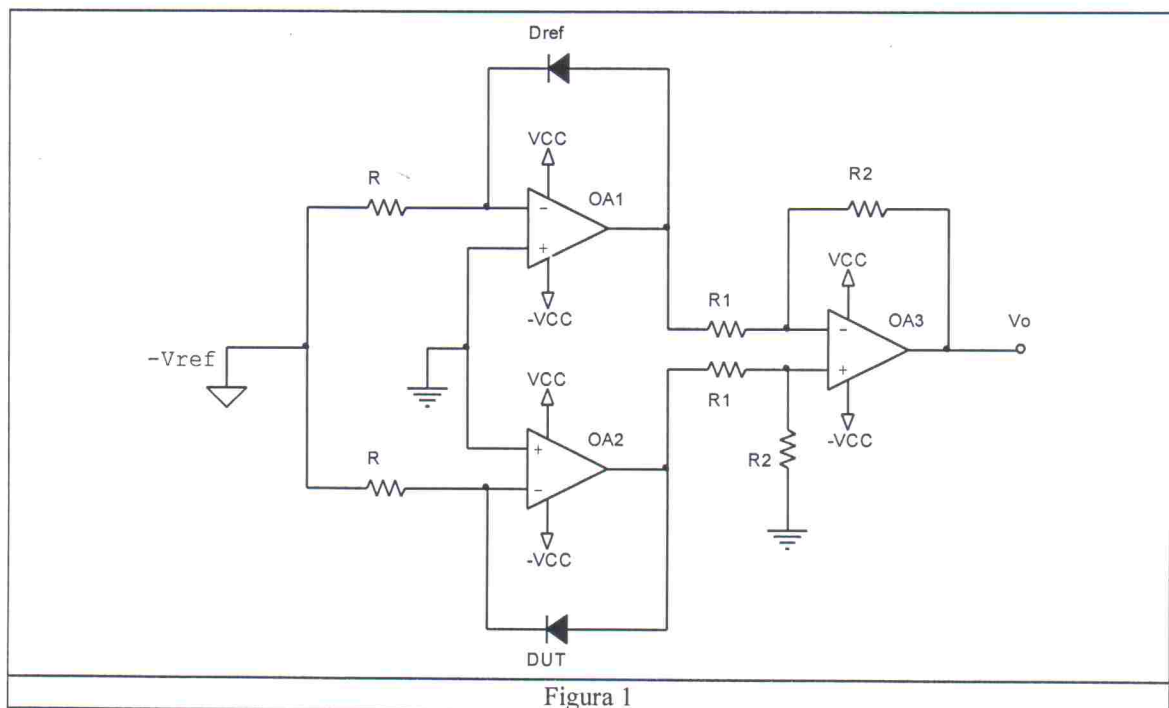 Dref
VCC
R
R2
OA1
-
+
VCC
-VCC
R1
OA3
Vo
-
-Vref
VCC
+
R1
OA2
-VCC
R
+
R2
-
-VCC
DUT
Figura 1